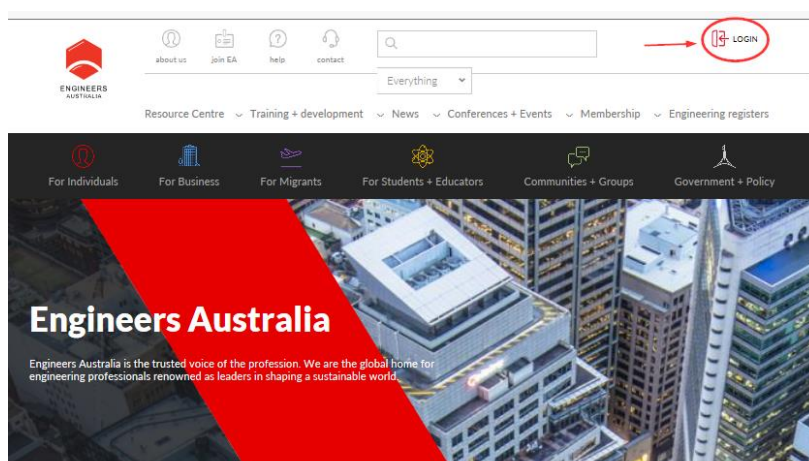 LOGIN
about us join EA help contact
ENGINEERS
AUSTRALIA
Everything
Resource Centre Training + development News Conferences + Events Membership Engineering registers
For Individuals For Business For Migrants For Students + Educators Communities + Groups Government + Policy
Engineers Australia
Engineers Australia is the trusted voice of the profession. We are the global home for
engineering professionals renowned as leaders in shaping a sustainable world.